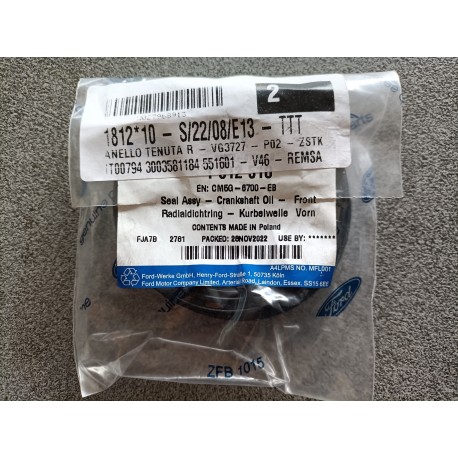 2
1812*10 - S/22/08/E13 - TTT
ANELLO TENUTA R - VG3727 - P02 - ZSTK
1T00794 3003581184 551601 - V46 - REMSA
EN: CM5G-6700-EB
Seal Assy - Crankshaft Oil - Front
Radialdichtring - Kurbelwelle Vorn
CONTENTS MADE IN Poland
FJA7B 2761 PACKED: 28NOV2022 USE BY: *******
A4LPMS NO. MFL001
Ford-Werke GmbH, Henry-Ford-Straße 1, 50735 Köln
Ford Motor Company Limited, Arterial Road, Laindon, Essex, SS15 6EE
Ford
ZFB 1015